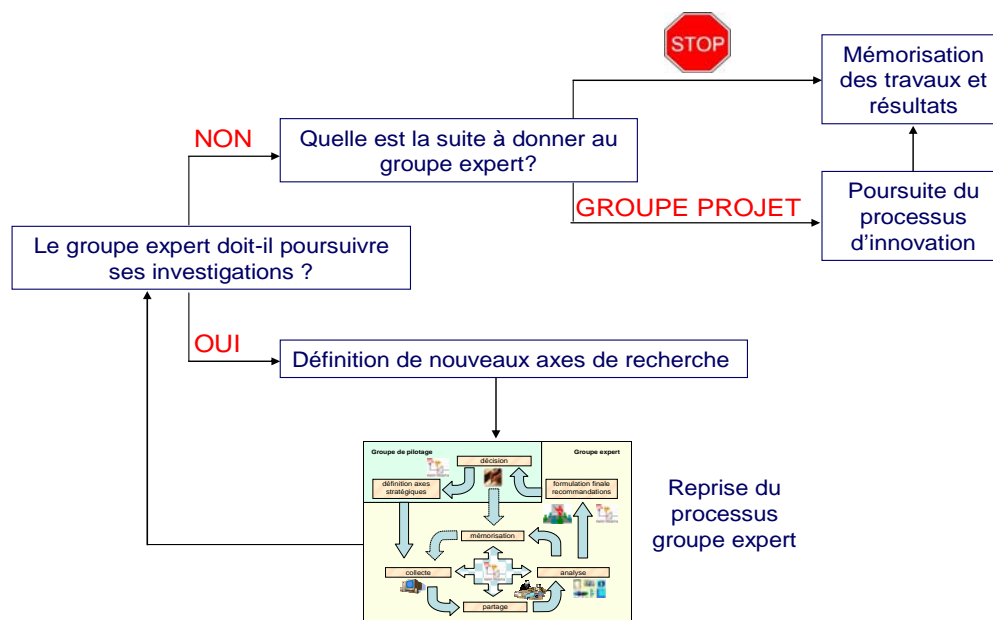 STOP
Mémorisation
des travaux et
résultats
NON
Quelle est la suite à donner au
groupe expert?
GROUPE PROJET
Poursuite du
processus
d’innovation
Le groupe expert doit-il poursuivre
ses investigations ?
OUI
Définition de nouveaux axes de recherche
Groupe de pilotage
Groupe expert
décision
définition axes
stratégiques
formulation finale
recommandations
mémorisation
collecte
analyse
partage
Reprise du
processus
groupe expert